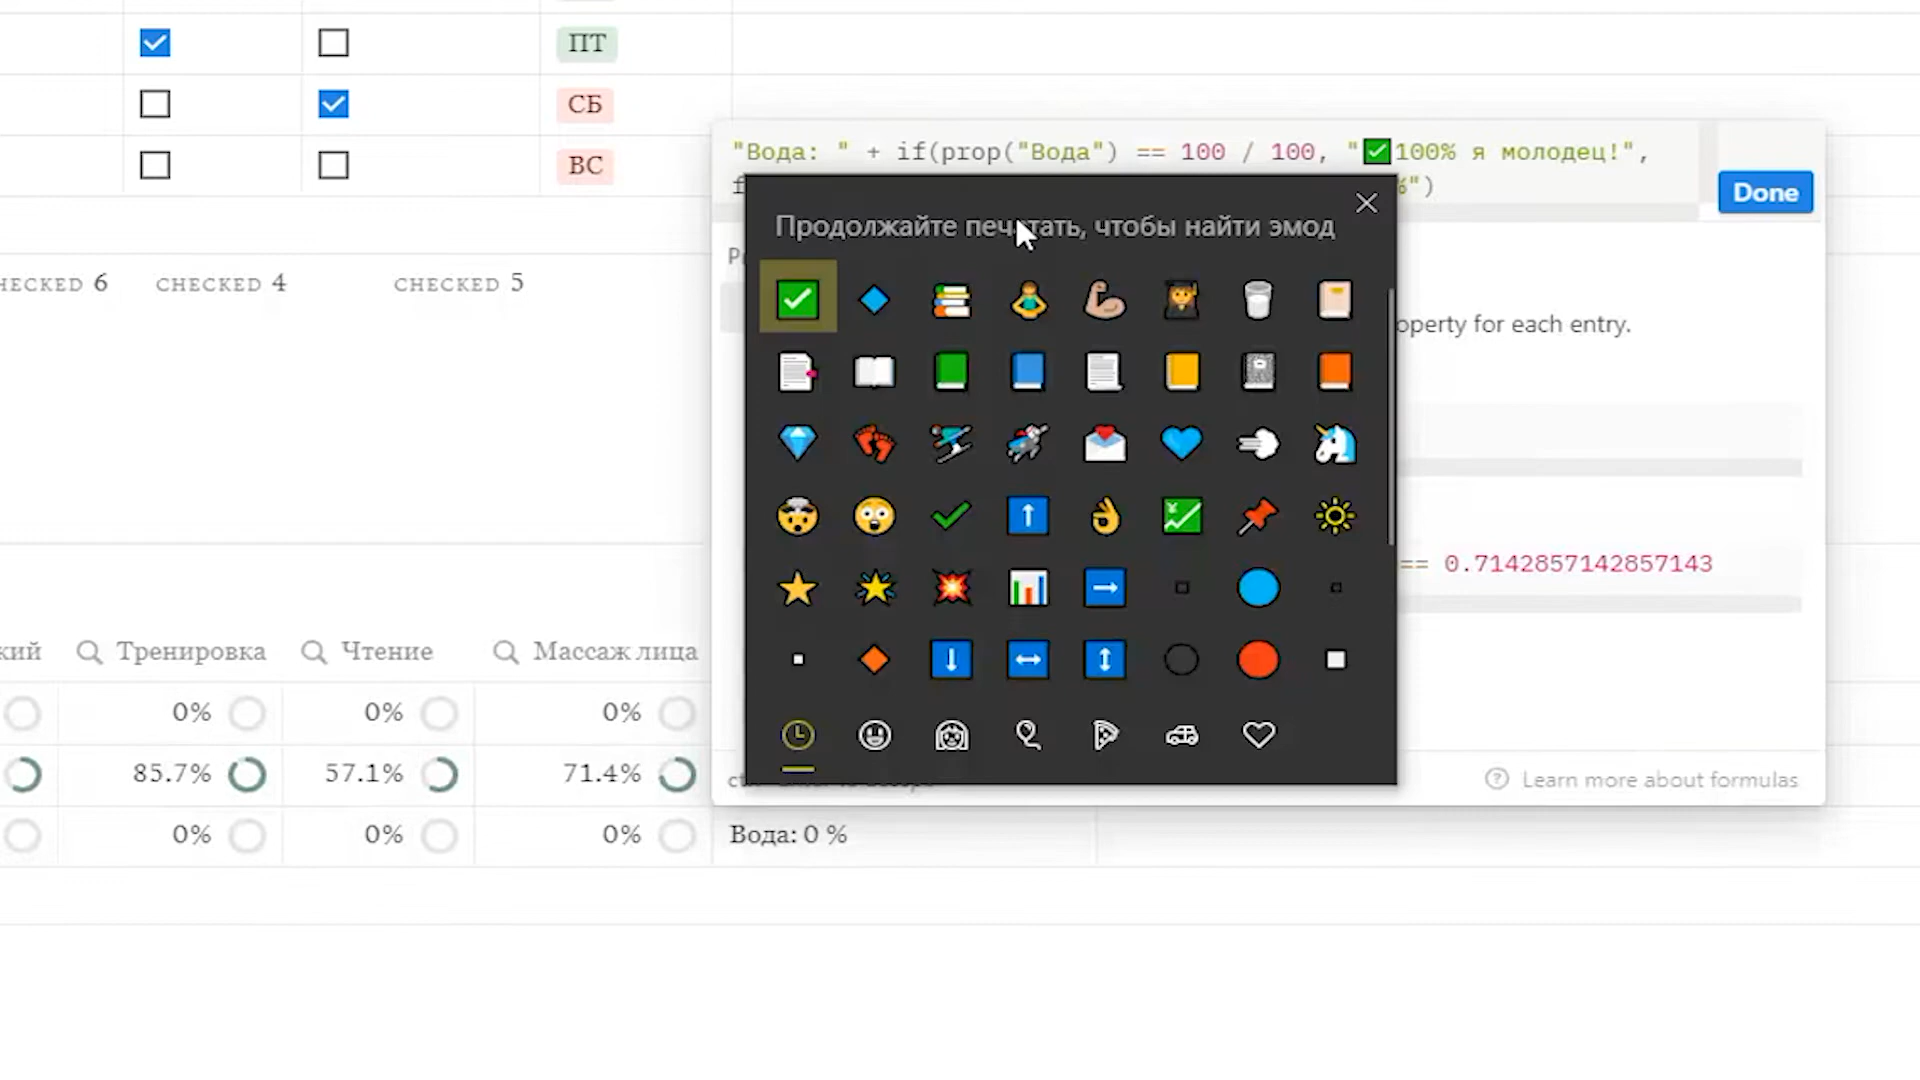 ПТ
СБ
ВС
"Вода: " + if(prop("Вода") == 100 / 100, "✅100% я молодец!",
%")
Done
Продолжайте печатать, чтобы найти эмод
HECKED 6
CHECKED 4
CHECKED 5
operty for each entry.
== 0.7142857142857143
кий
Тренировка
Чтение
Массаж лица
0%
0%
0%
85.7%
57.1%
71.4%
Learn more about formulas
0%
0%
0%
Вода: 0 %